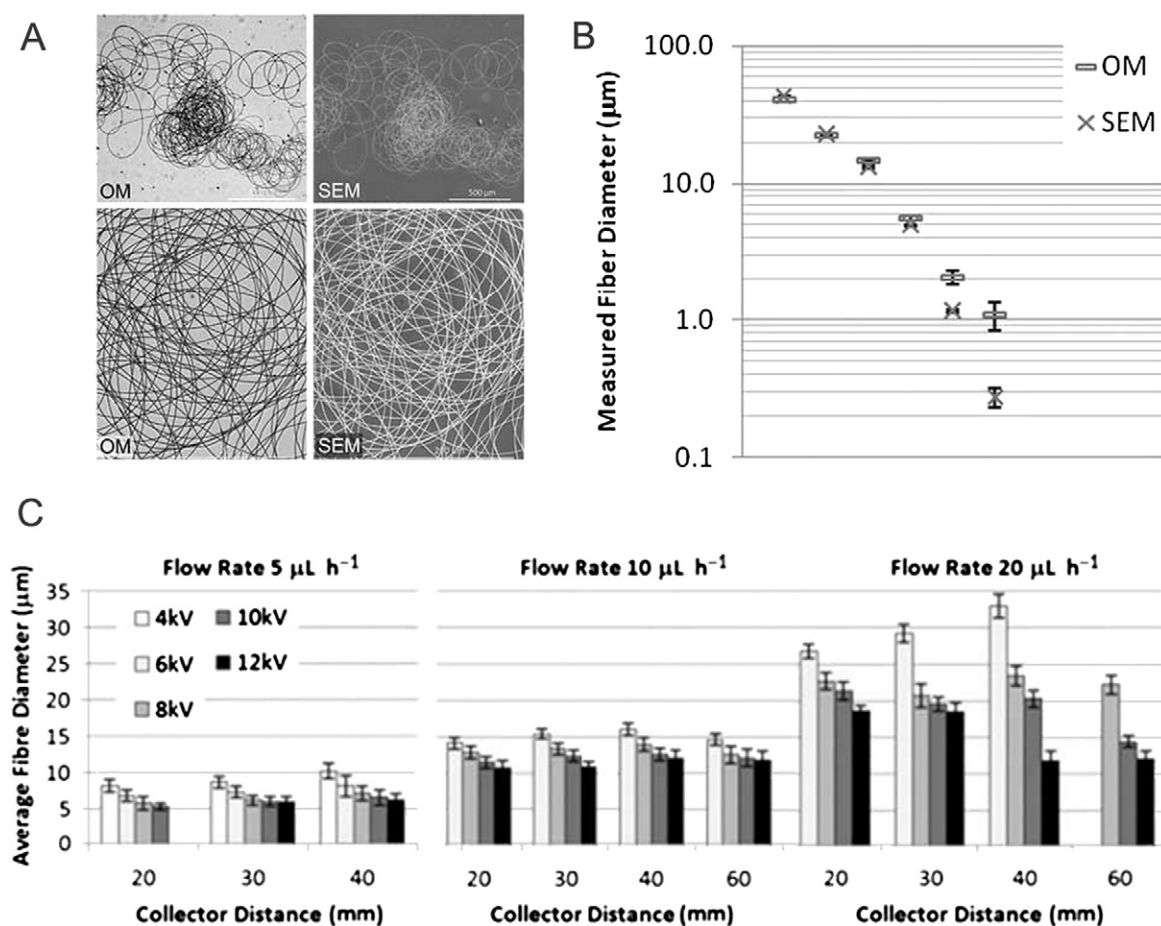 A
OM
SEM
500 µm
OM
SEM
B
Measured Fiber Diameter (µm)
100.0
10.0
1.0
0.1
OM
SEM
C
Average Fibre Diameter (µm)
Flow Rate 5 µL h⁻¹
Flow Rate 10 µL h⁻¹
Flow Rate 20 µL h⁻¹
35
30
25
20
15
10
5
0
4kV
10kV
6kV
12kV
8kV
20 30 40
20 30 40 60
20 30 40 60
Collector Distance (mm)
Collector Distance (mm)
Collector Distance (mm)